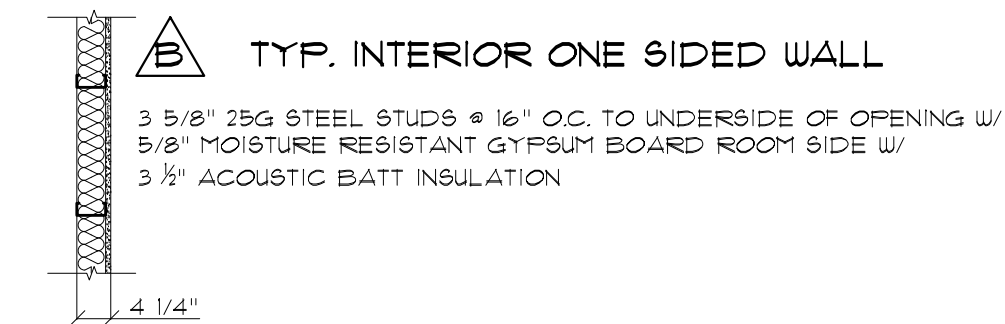 B TYP. INTERIOR ONE SIDED WALL
3 5/8" 25G STEEL STUDS @ 16" O.C. TO UNDERSIDE OF OPENING W/
5/8" MOISTURE RESISTANT GYPSUM BOARD ROOM SIDE W/
3 ½" ACOUSTIC BATT INSULATION
4 1/4"